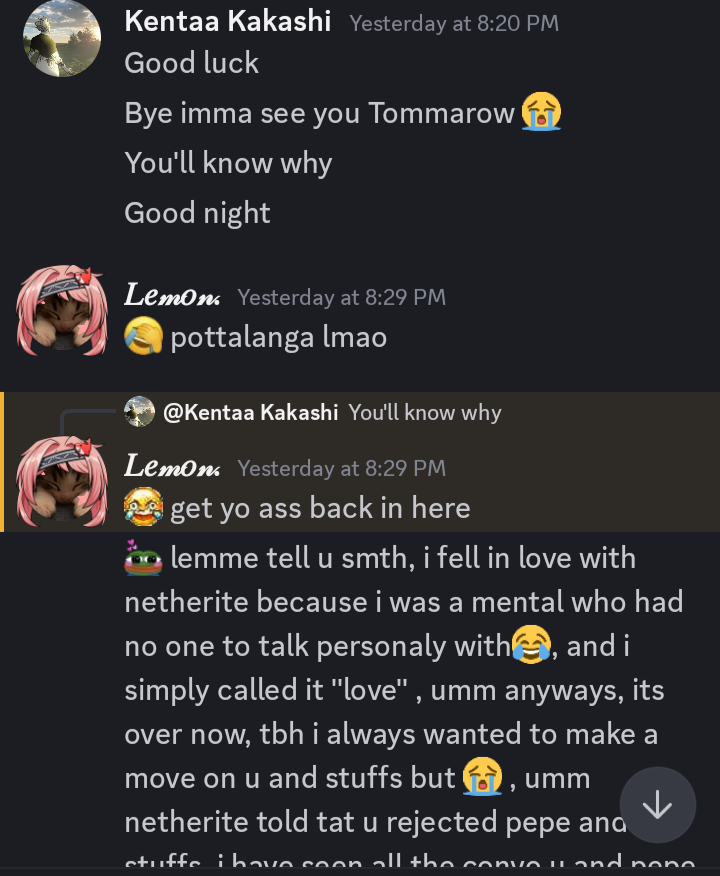 Kentaa Kakashi Yesterday at 8:20 PM
Good luck
Bye imma see you Tommarow 😭
You'll know why
Good night
Lemon. Yesterday at 8:29 PM
🤣 pottalanga lmao
@Kentaa Kakashi You'll know why
Lemon. Yesterday at 8:29 PM
😂 get yo ass back in here
lemme tell u smth, i fell in love with
netherite because i was a mental who had
no one to talk personaly with😂, and i
simply called it "love" , umm anyways, its
over now, tbh i always wanted to make a
move on u and stuffs but 😭 , umm
netherite told tat u rejected pepe and
stuffs, i have seen all the convo u and pepe